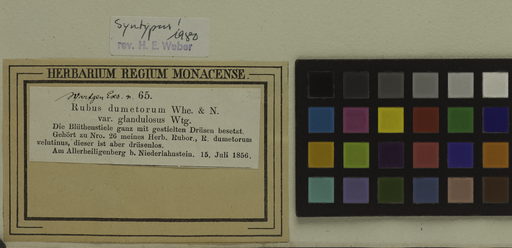 Syntypus! 1980
rev. H. E. Weber
HERBARIUM REGIUM MONACENSE.
Wirtgen Exs. n. 65.
Rubus dumetorum Whe. & N.
var. glandulosus Wtg.
Die Blüthenstiele ganz mit gestielten Drüsen besetzt.
Gehört zu Nro. 26 meines Herb. Rubor., R. dumetorum
velutinus, dieser ist aber drüsenlos.
Am Allerheiligenberg b. Niederlahnstein. 15. Juli 1856.